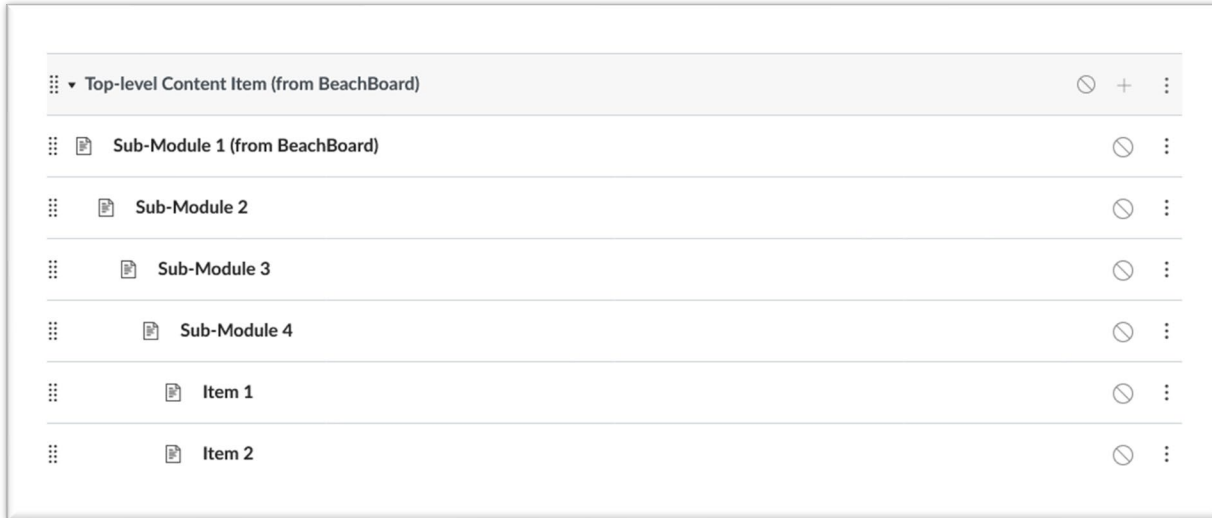 Top-level Content Item (from BeachBoard)
Sub-Module 1 (from BeachBoard)
Sub-Module 2
Sub-Module 3
Sub-Module 4
Item 1
Item 2